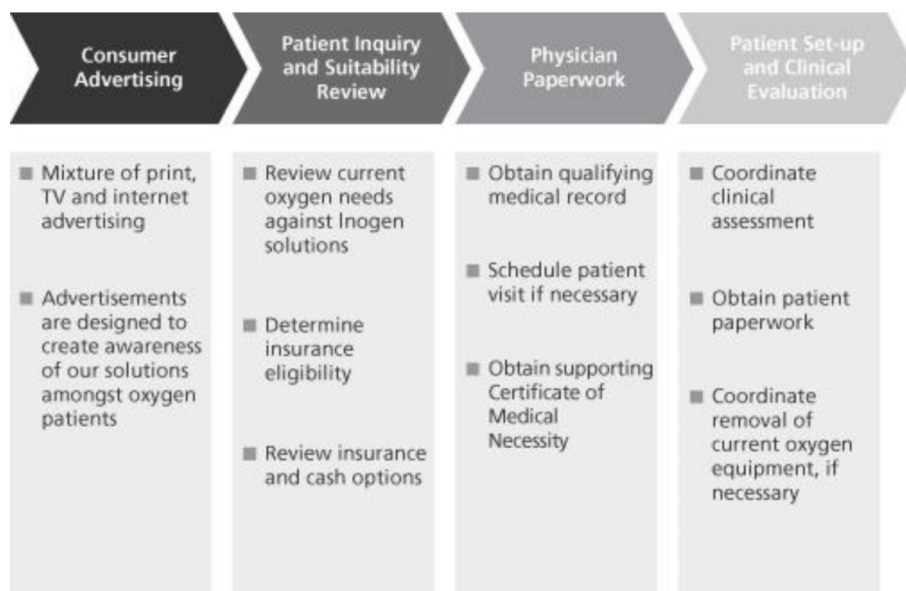 Consumer
Advertising
Patient Inquiry
and Suitability
Review
Physician
Paperwork
Patient Set-up
and Clinical
Evaluation
■ Mixture of print,
TV and internet
advertising
■ Advertisements
are designed to
create awareness
of our solutions
amongst oxygen
patients
■ Review current
oxygen needs
against Inogen
solutions
■ Determine
insurance
eligibility
■ Review insurance
and cash options
■ Obtain qualifying
medical record
■ Schedule patient
visit if necessary
■ Obtain supporting
Certificate of
Medical
Necessity
■ Coordinate
clinical
assessment
■ Obtain patient
paperwork
■ Coordinate
removal of
current oxygen
equipment, if
necessary